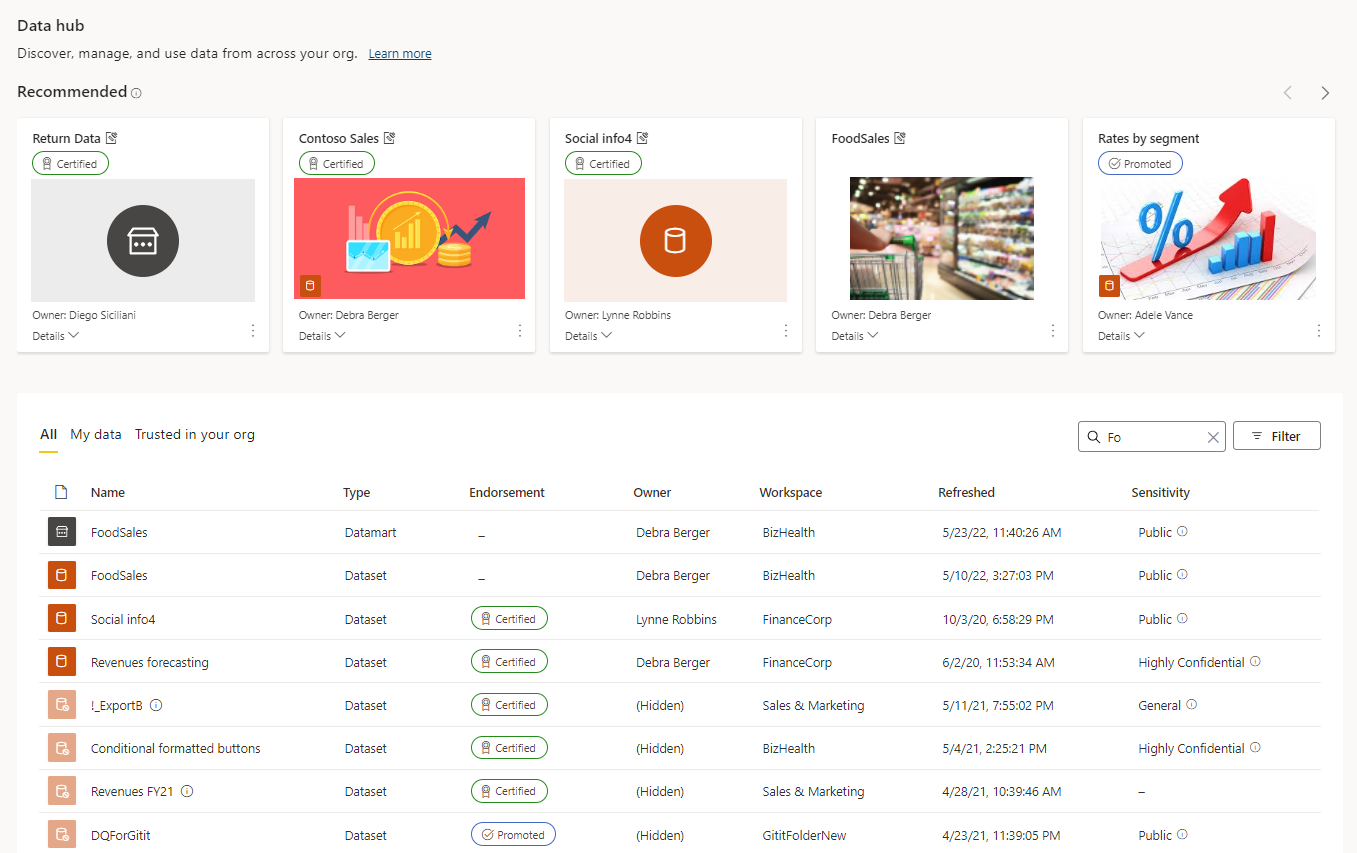 Data hub
Discover, manage, and use data from across your org. Learn more
Recommended
Return Data
Certified
Owner: Diego Siciliani
Details
Contoso Sales
Certified
Owner: Debra Berger
Details
Social info4
Certified
Owner: Lynne Robbins
Details
FoodSales
Owner: Debra Berger
Details
Rates by segment
Promoted
%
Owner: Adele Vance
Details
All My data Trusted in your org
Fo
Filter
Name Type Endorsement Owner Workspace Refreshed Sensitivity
FoodSales Datamart _ Debra Berger BizHealth 5/23/22, 11:40:26 AM Public
FoodSales Dataset _ Debra Berger BizHealth 5/10/22, 3:27:03 PM Public
Social info4 Dataset Certified Lynne Robbins FinanceCorp 10/3/20, 6:58:29 PM Public
Revenues forecasting Dataset Certified Debra Berger FinanceCorp 6/2/20, 11:53:34 AM Highly Confidential
!_ExportB Dataset Certified (Hidden) Sales & Marketing 5/11/21, 7:55:02 PM General
Conditional formatted buttons Dataset Certified (Hidden) BizHealth 5/4/21, 2:25:21 PM Highly Confidential
Revenues FY21 Dataset Certified (Hidden) Sales & Marketing 4/28/21, 10:39:46 AM –
DQForGitit Dataset Promoted (Hidden) GititFolderNew 4/23/21, 11:39:05 PM Public